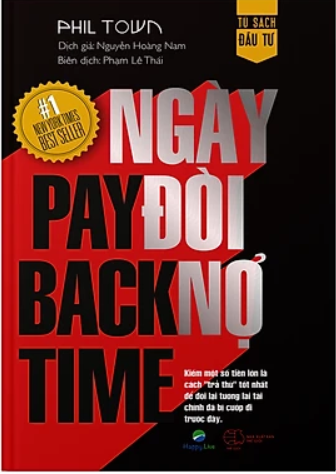 PHIL TOWN
Dịch giả: Nguyễn Hoàng Nam
Biên dịch: Phạm Lê Thái
TỦ SÁCH
ĐẦU TƯ
#1
NEW YORK TIMES
BEST SELLER
NGÀY
PAY ĐÒI
BACK NỢ
TIME
Kiếm một số tiền lớn là
cách "trả thù" tốt nhất
để đòi lại tương lai tài
chính đã bị cướp đi
trước đây.
Happy Live